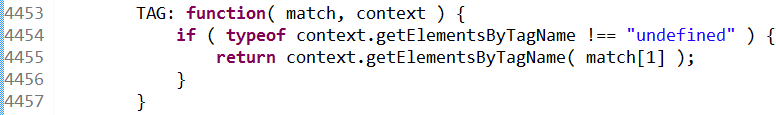 4453 TAG: function( match, context ) {
4454 if ( typeof context.getElementsByTagName !== "undefined" ) {
4455 return context.getElementsByTagName( match[1] );
4456 }
4457 }